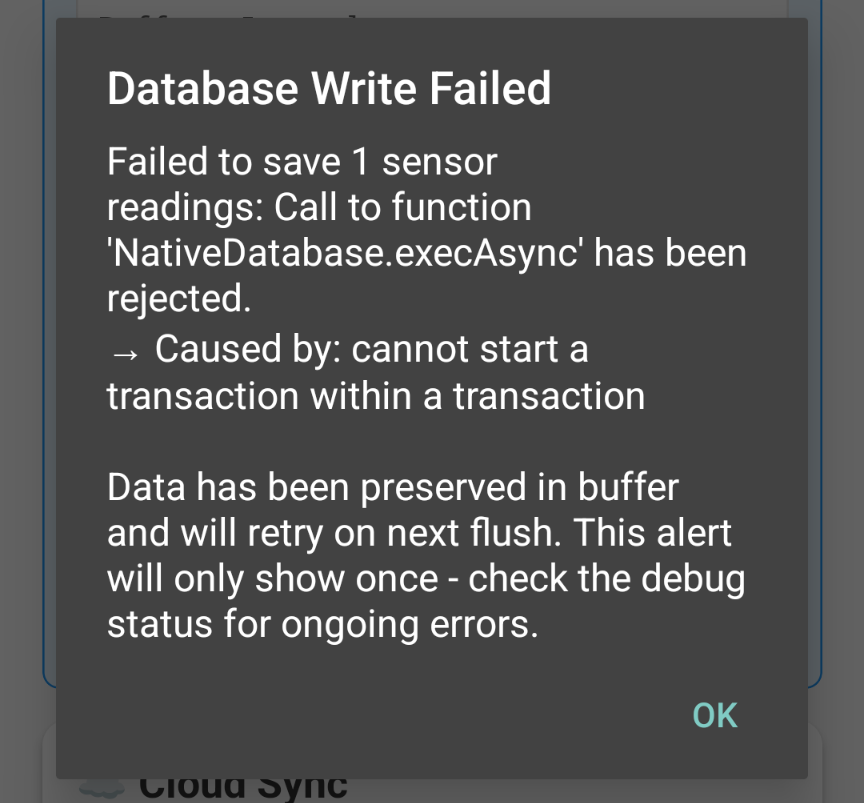 Database Write Failed
Failed to save 1 sensor
readings: Call to function
'NativeDatabase.execAsync' has been
rejected.
→ Caused by: cannot start a
transaction within a transaction
Data has been preserved in buffer
and will retry on next flush. This alert
will only show once - check the debug
status for ongoing errors.
OK
Cloud Sync